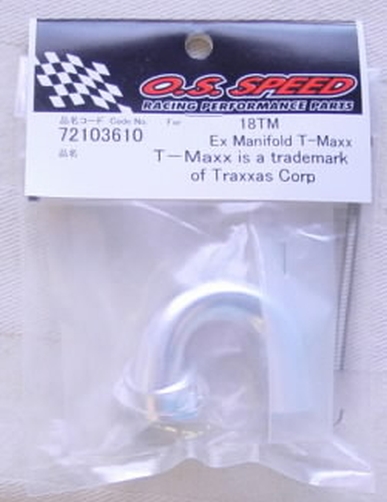 O.S. SPEED
RACING PERFORMANCE PARTS
品名コード Code No. For 18TM
72103610 Ex Manifold T-Maxx
品名 T-Maxx is a trademark
of Traxxas Corp